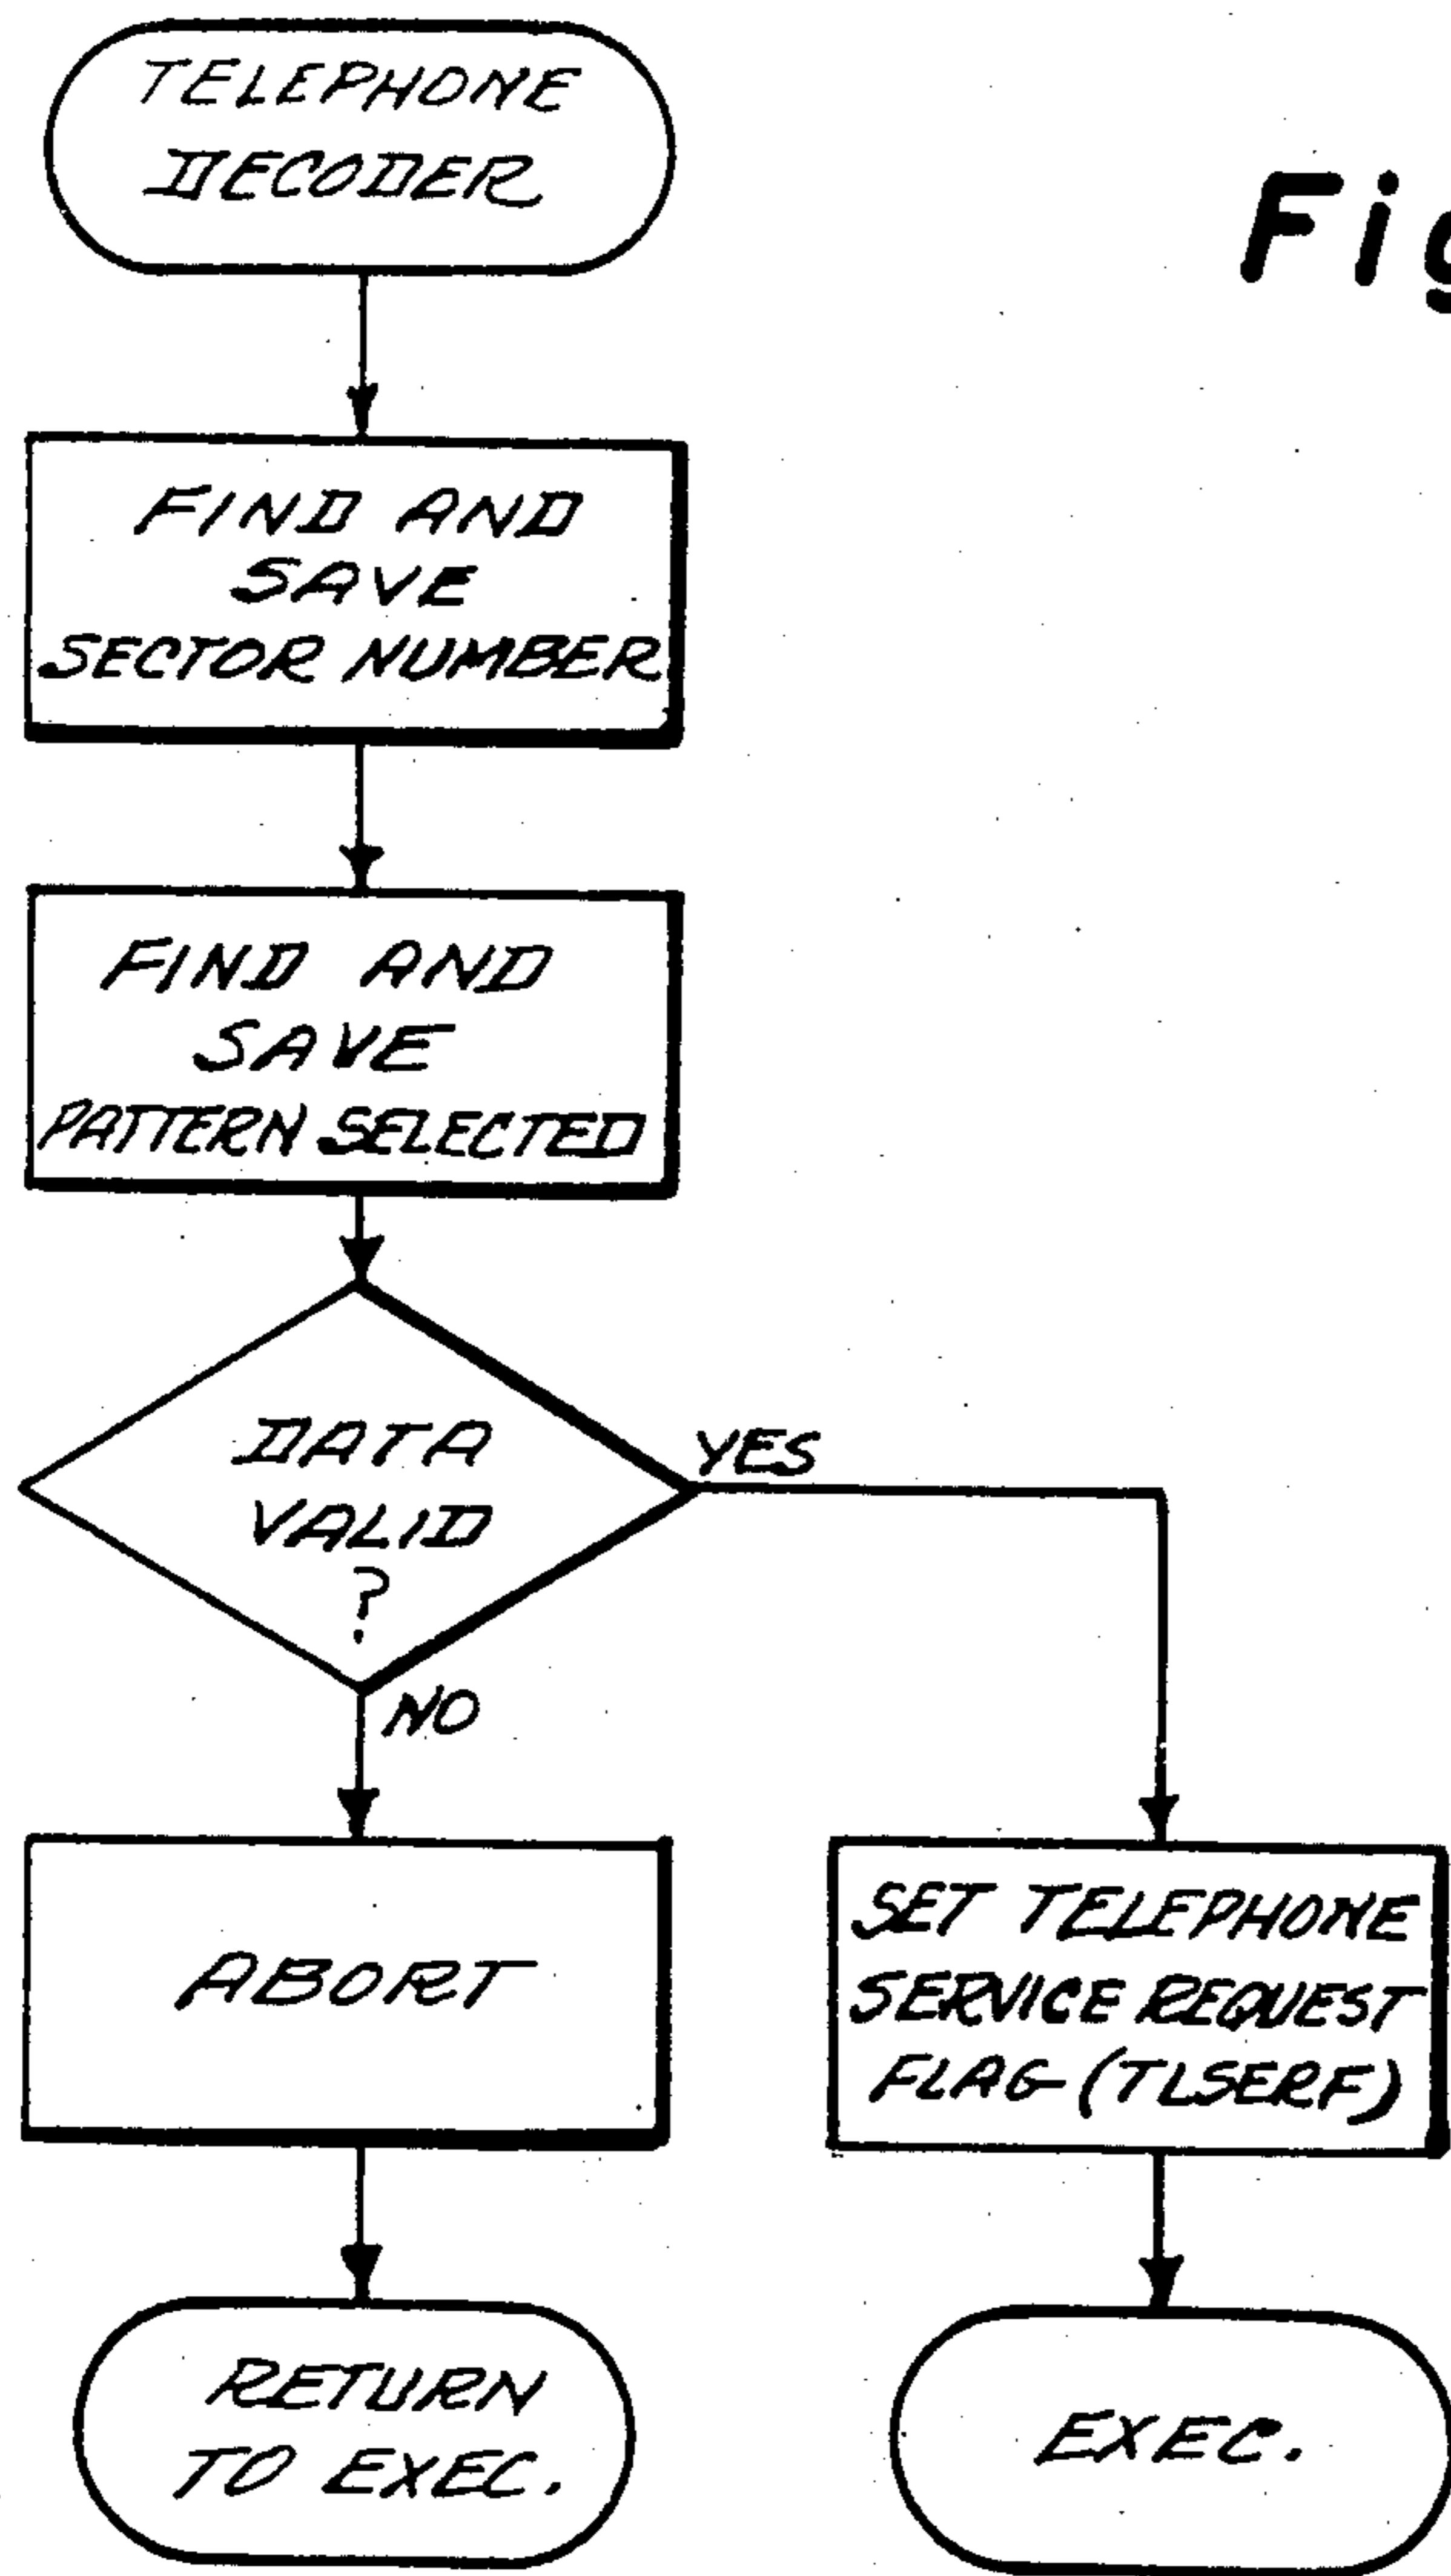 TELEPHONE
DECODER
Fig
FIND AND
SAVE
SECTOR NUMBER
FIND AND
SAVE
PATTERN SELECTED
DATA
VALID
?
YES
NO
ABORT
SET TELEPHONE
SERVICE REQUEST
FLAG (TLSERF)
RETURN
TO EXEC.
EXEC.